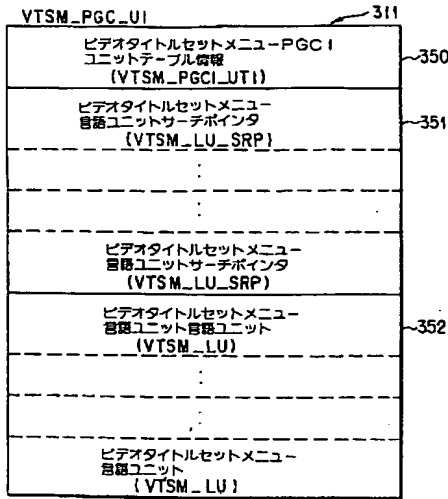 VTSM_PGC_UI
311
ビデオタイトルセットメニューPGCI
ユニットテーブル情報
(VTSM_PGCI_UTI)
350
ビデオタイトルセットメニュー
言語ユニットサーチポインタ
(VTSM_LU_SRP)
351
ビデオタイトルセットメニュー
言語ユニットサーチポインタ
(VTSM_LU_SRP)
ビデオタイトルセットメニュー
言語ユニット言語ユニット
(VTSM_LU)
352
ビデオタイトルセットメニュー
言語ユニット
(VTSM_LU)